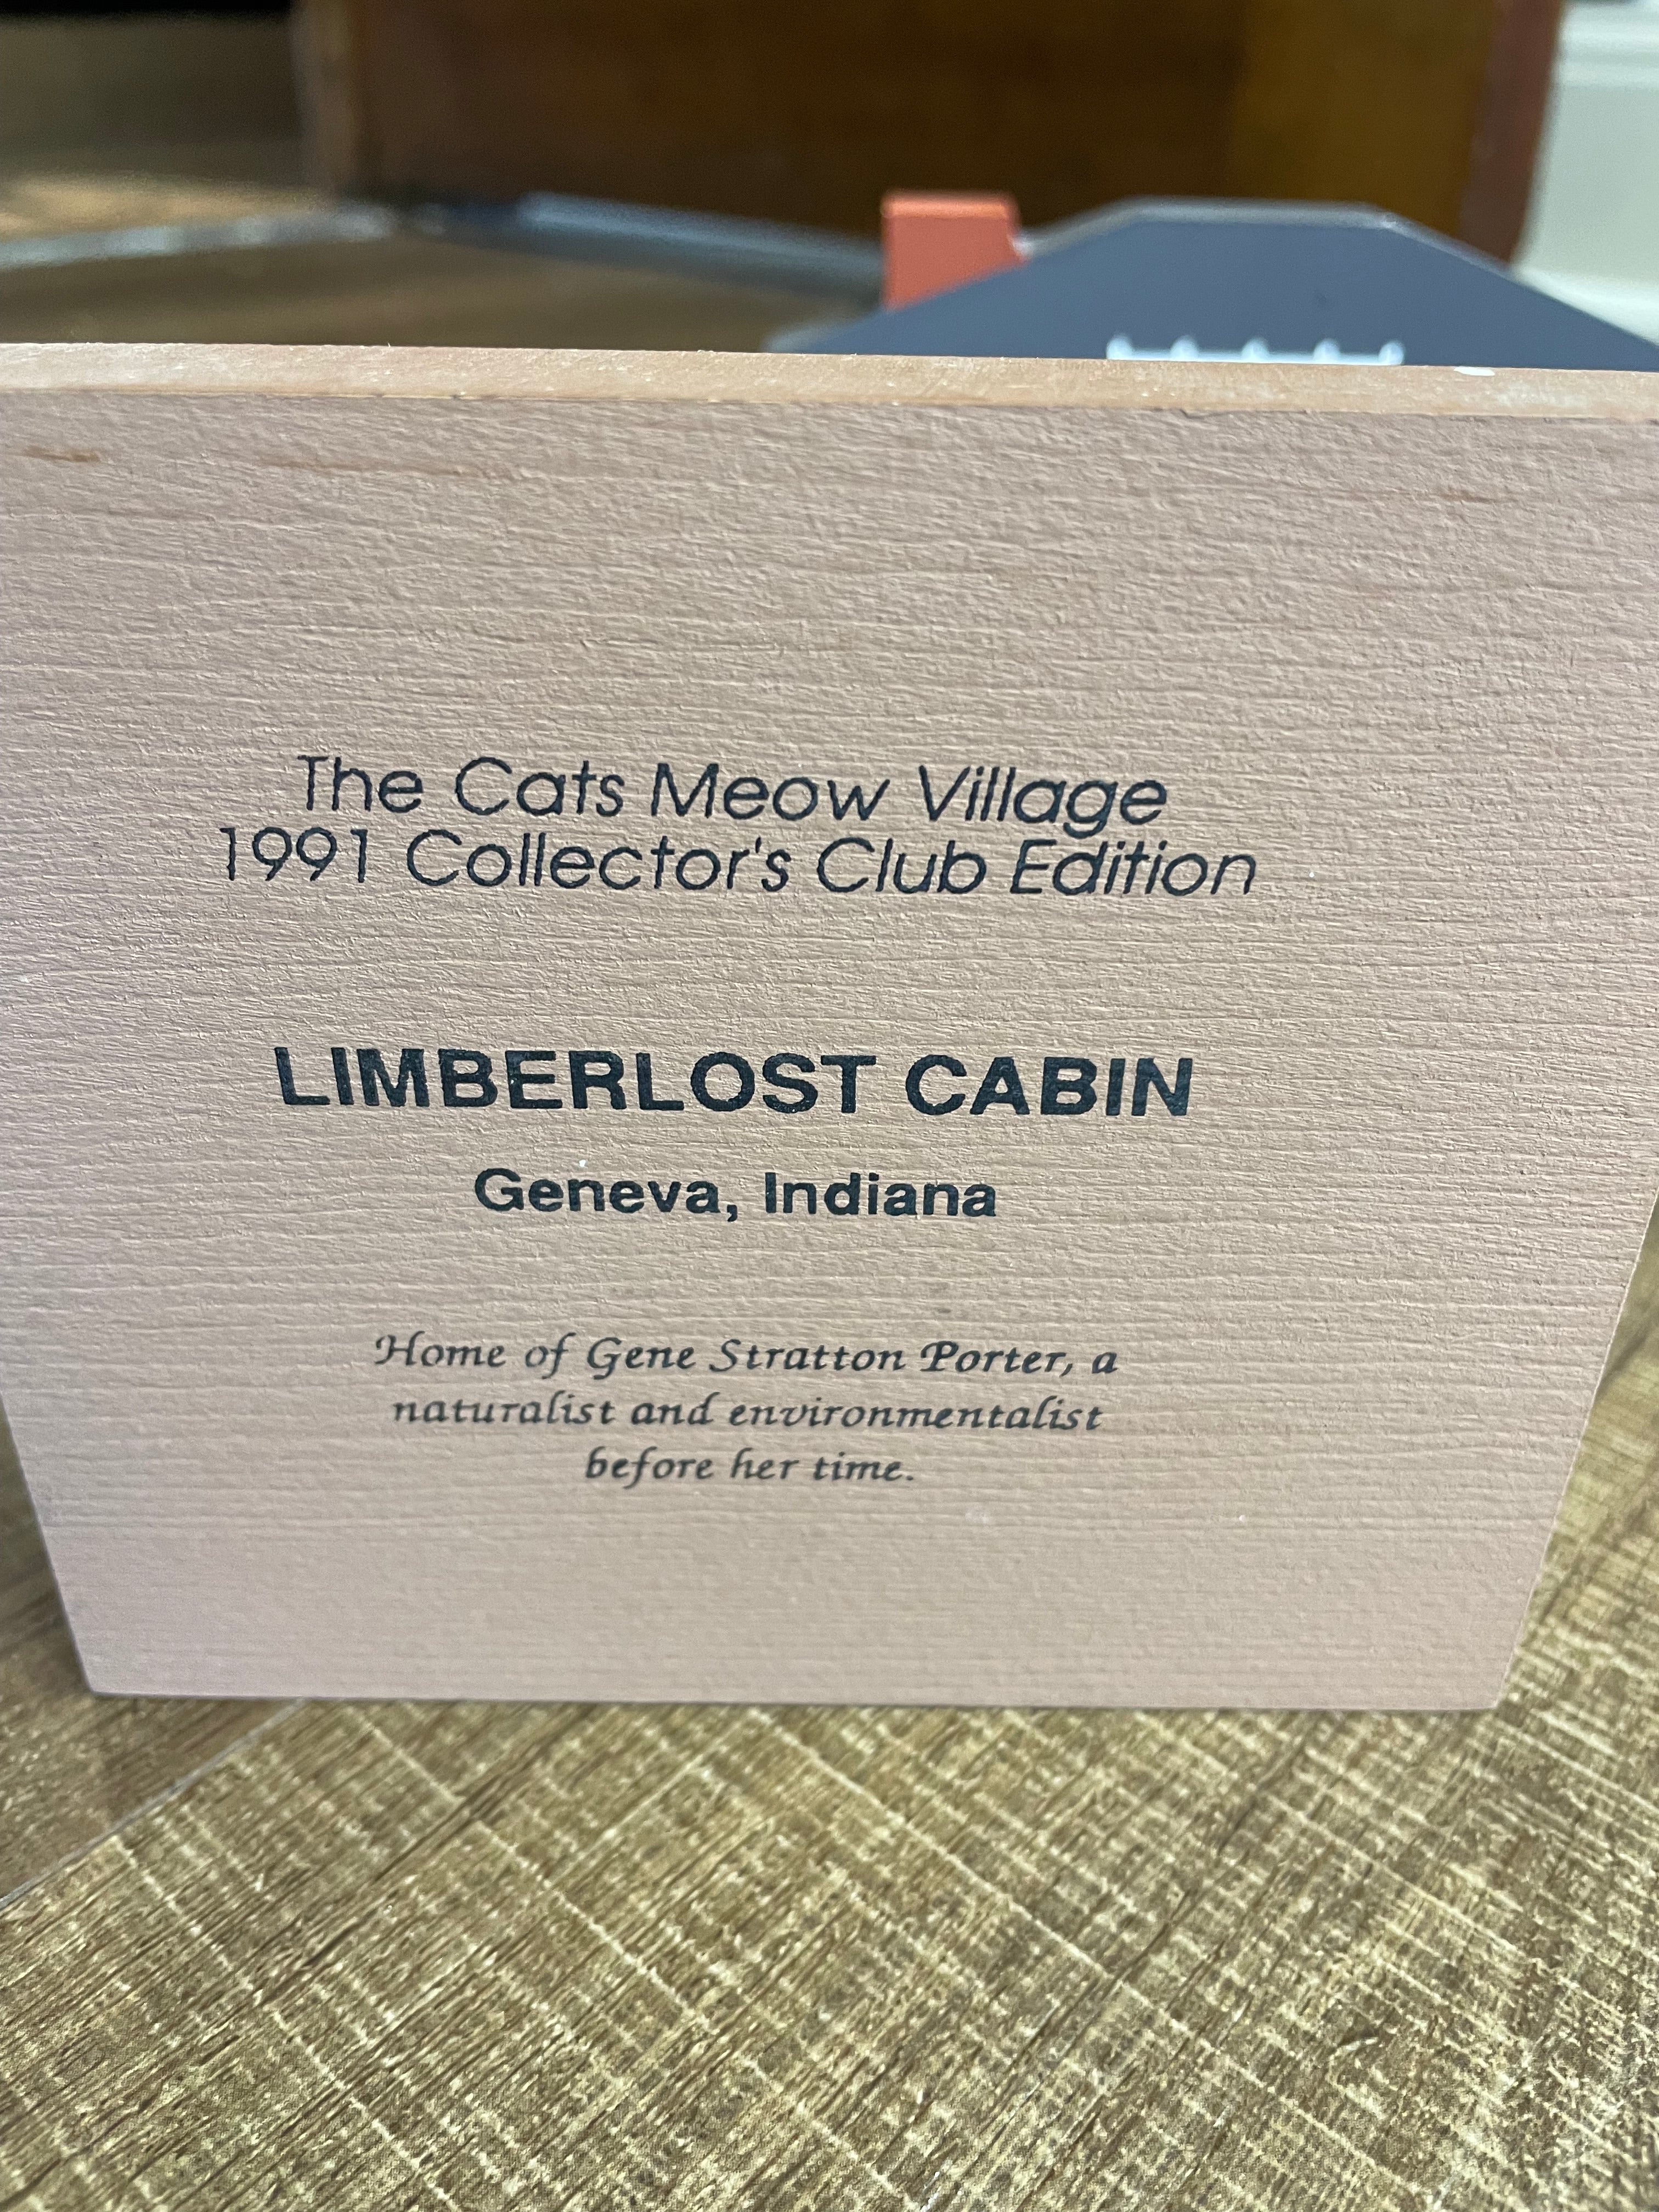 The Cats Meow Village
1991 Collector's Club Edition
LIMBERLOST CABIN
Geneva, Indiana
Home of Gene Stratton Porter, a
naturalist and environmentalist
before her time.